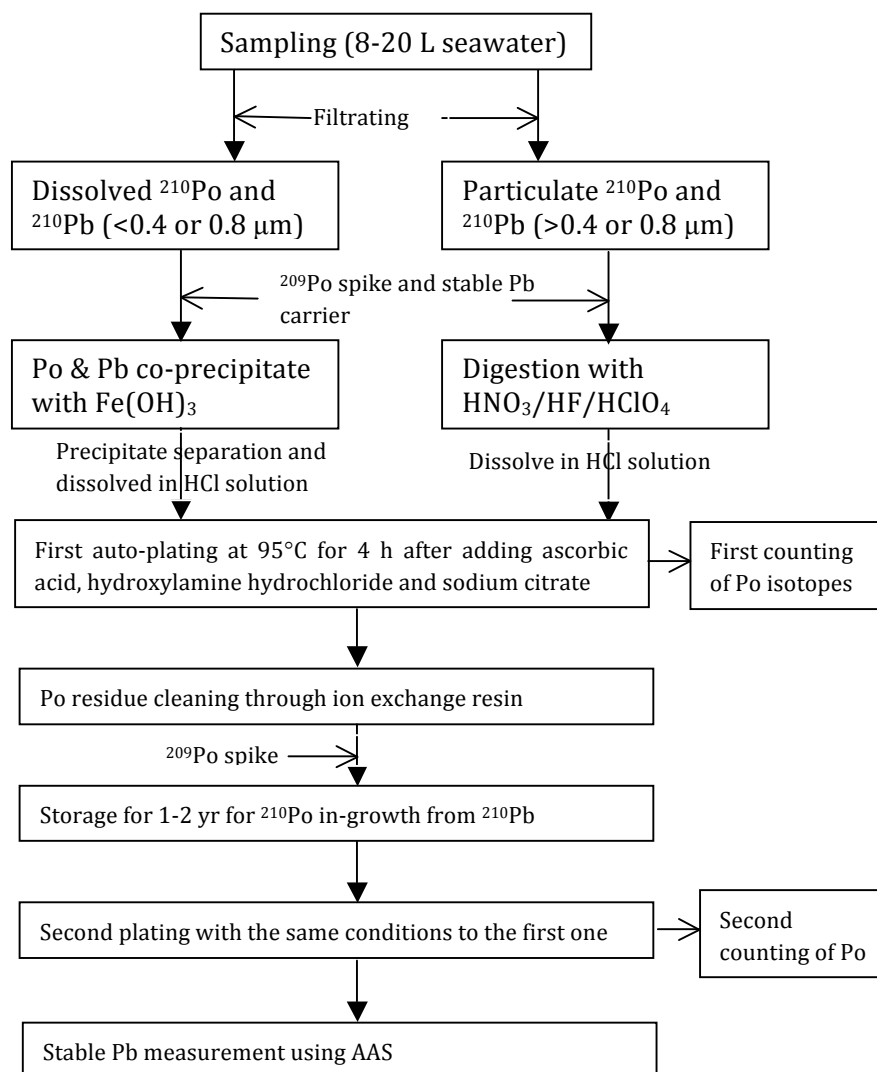 Sampling (8-20 L seawater)
Filtrating
Dissolved ²¹⁰Po and
²¹⁰Pb (<0.4 or 0.8 μm)
Particulate ²¹⁰Po and
²¹⁰Pb (>0.4 or 0.8 μm)
²⁰⁹Po spike and stable Pb
carrier
Po & Pb co-precipitate
with Fe(OH)₃
Digestion with
HNO₃/HF/HClO₄
Precipitate separation and
dissolved in HCl solution
Dissolve in HCl solution
First auto-plating at 95°C for 4 h after adding ascorbic
acid, hydroxylamine hydrochloride and sodium citrate
First counting
of Po isotopes
Po residue cleaning through ion exchange resin
²⁰⁹Po spike
Storage for 1-2 yr for ²¹⁰Po in-growth from ²¹⁰Pb
Second plating with the same conditions to the first one
Second
counting of Po
Stable Pb measurement using AAS